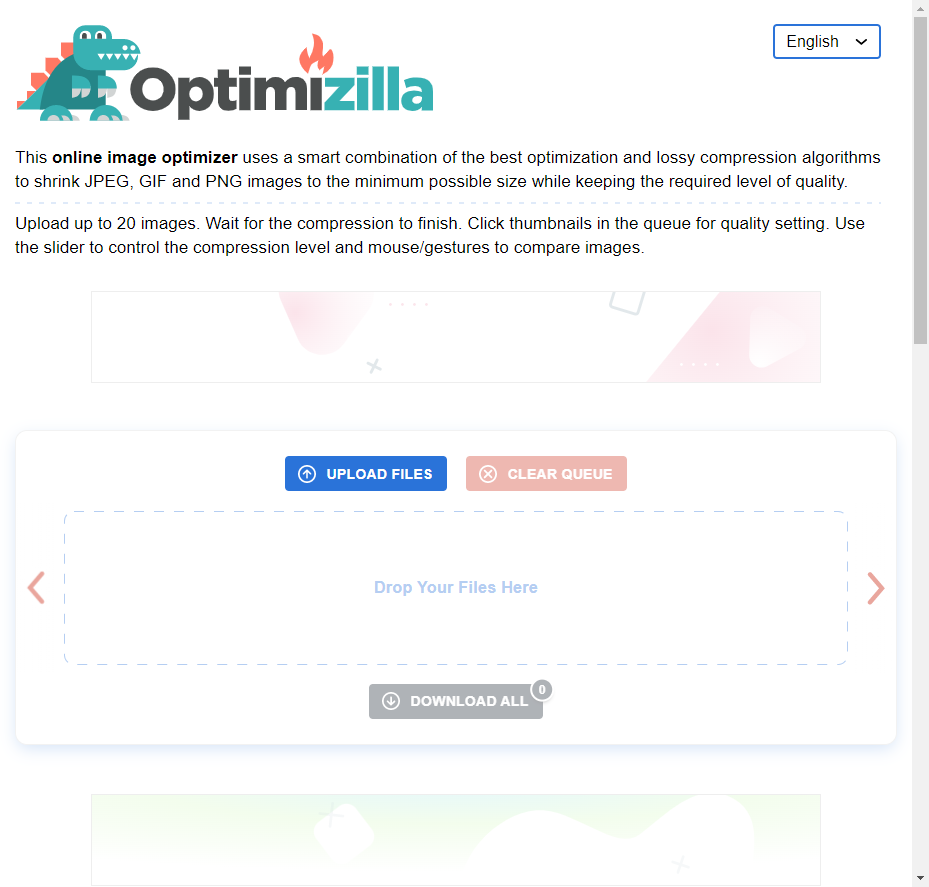 Optimizilla
English
This online image optimizer uses a smart combination of the best optimization and lossy compression algorithms
to shrink JPEG, GIF and PNG images to the minimum possible size while keeping the required level of quality.
Upload up to 20 images. Wait for the compression to finish. Click thumbnails in the queue for quality setting. Use
the slider to control the compression level and mouse/gestures to compare images.
UPLOAD FILES
CLEAR QUEUE
Drop Your Files Here
DOWNLOAD ALL
0